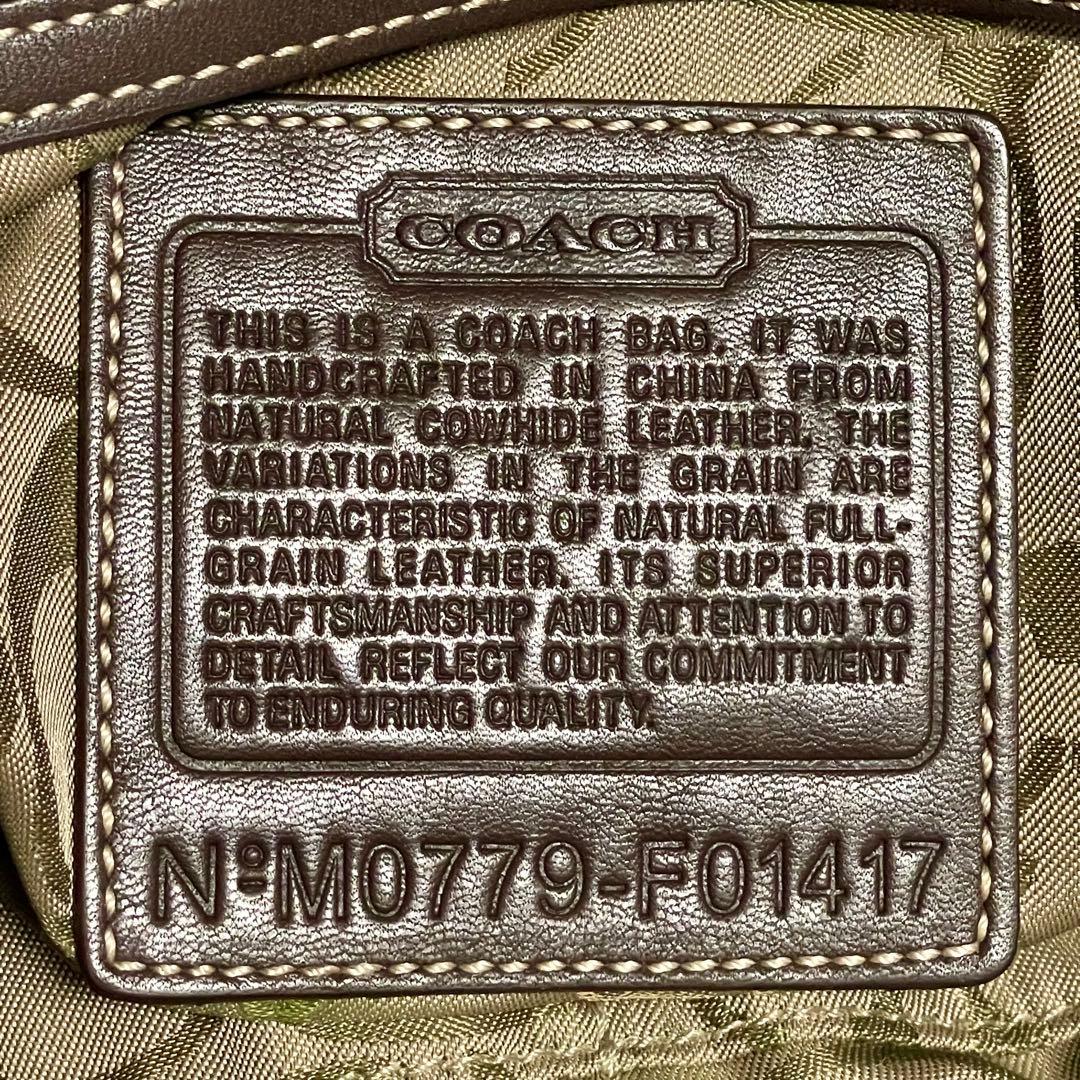 COACH
THIS IS A COACH BAG. IT WAS
HANDCRAFTED IN CHINA FROM
NATURAL COWHIDE LEATHER. THE
VARIATIONS IN THE GRAIN ARE
CHARACTERISTIC OF NATURAL FULL-
GRAIN LEATHER. ITS SUPERIOR
CRAFTSMANSHIP AND ATTENTION TO
DETAIL REFLECT OUR COMMITMENT
TO ENDURING QUALITY.
NºM0779-F01417